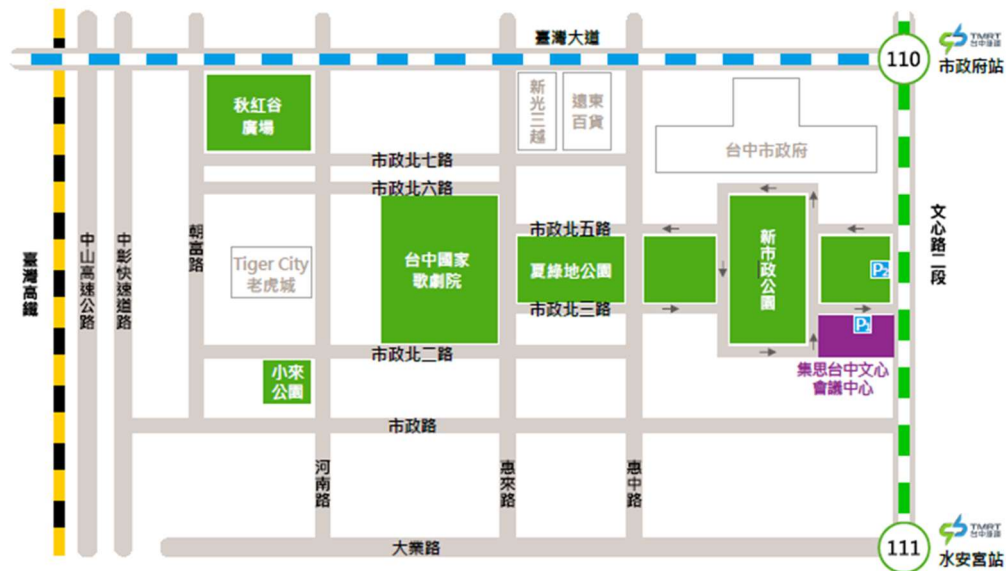 臺灣大道
TMRT
台中捷運
110
市政府站
秋紅谷
廣場
新光三越
遠東
百貨
台中市政府
市政北七路
市政北六路
市政北五路
文心路二段
新市政公園
P2
朝富路
中山高速公路
中彰快速道路
臺灣高鐵
Tiger City
老虎城
台中國家
歌劇院
夏綠地公園
市政北三路
P1
市政北二路
小來
公園
集思台中文心
會議中心
市政路
河南路
惠來路
惠中路
大業路
111
TMRT
台中捷運
水安宮站